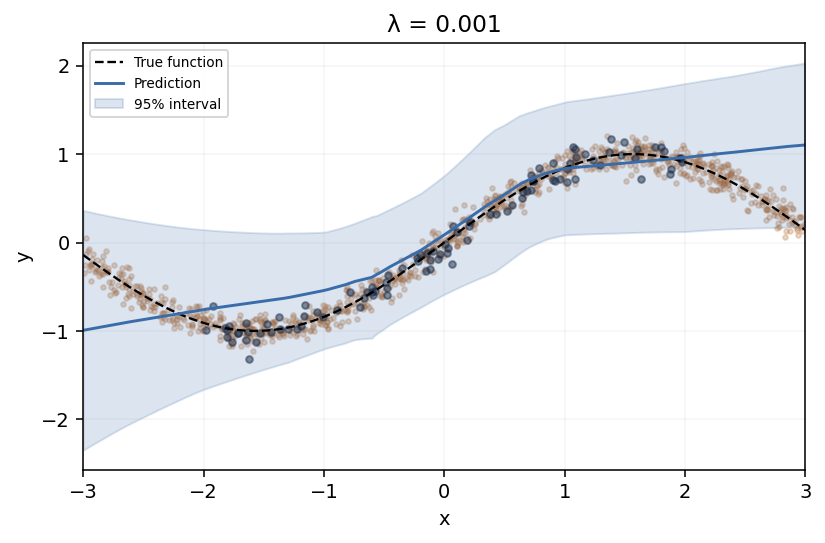 λ = 0.001
True function
Prediction
95% interval
y
2
1
0
−1
−2
−3 −2 −1 0 1 2 3
x